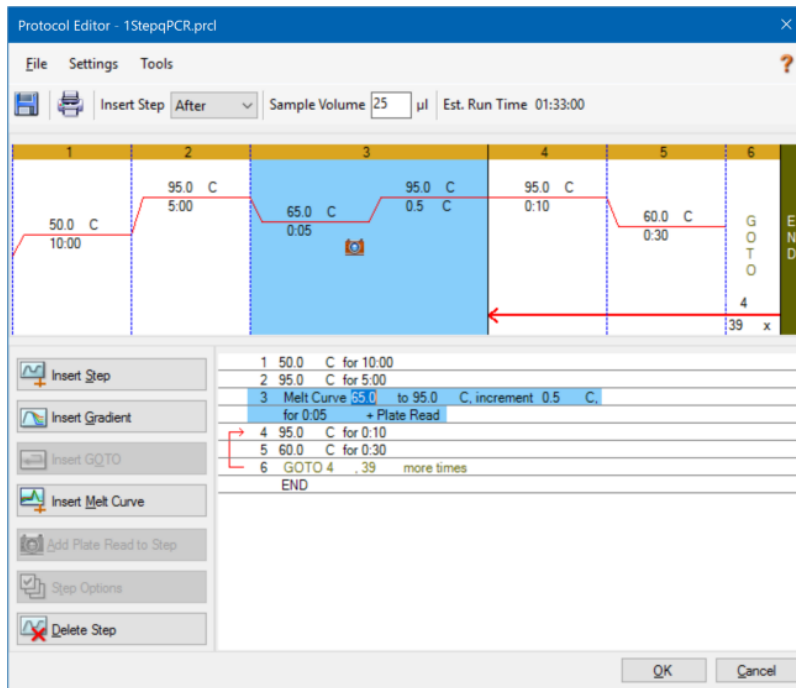 Protocol Editor - 1StepqPCR.prcl
File Settings Tools ?
Insert Step After Sample Volume 25 µl Est. Run Time 01:33:00
1 2 3 4 5 6
50.0 C
10:00
95.0 C
5:00
65.0 C
0:05
95.0 C
0.5 C
95.0 C
0:10
60.0 C
0:30
GOTO
4
39 x
END
Insert Step
Insert Gradient
Insert GOTO
Insert Melt Curve
Add Plate Read to Step
Step Options
Delete Step
1 50.0 C for 10:00
2 95.0 C for 5:00
3 Melt Curve 65.0 to 95.0 C, increment 0.5 C,
for 0:05 + Plate Read
4 95.0 C for 0:10
5 60.0 C for 0:30
6 GOTO 4 , 39 more times
END
OK Cancel